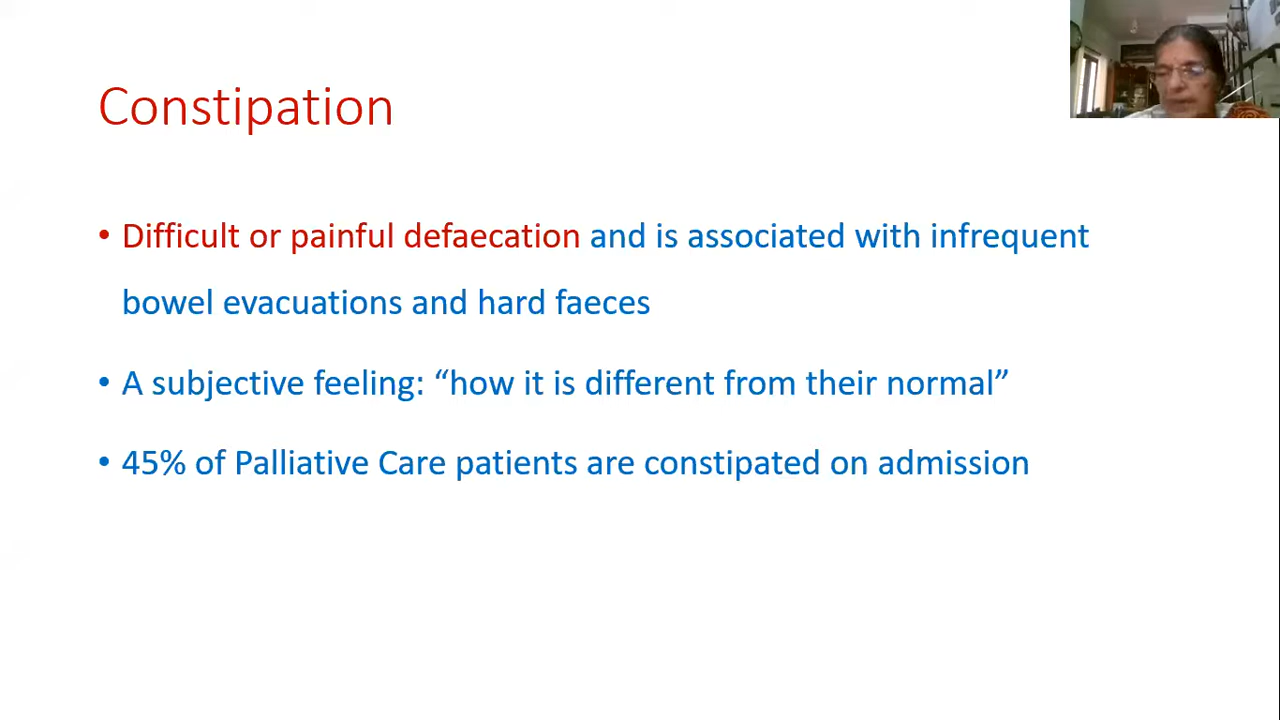 Constipation
• Difficult or painful defaecation and is associated with infrequent
bowel evacuations and hard faeces
• A subjective feeling: “how it is different from their normal”
• 45% of Palliative Care patients are constipated on admission